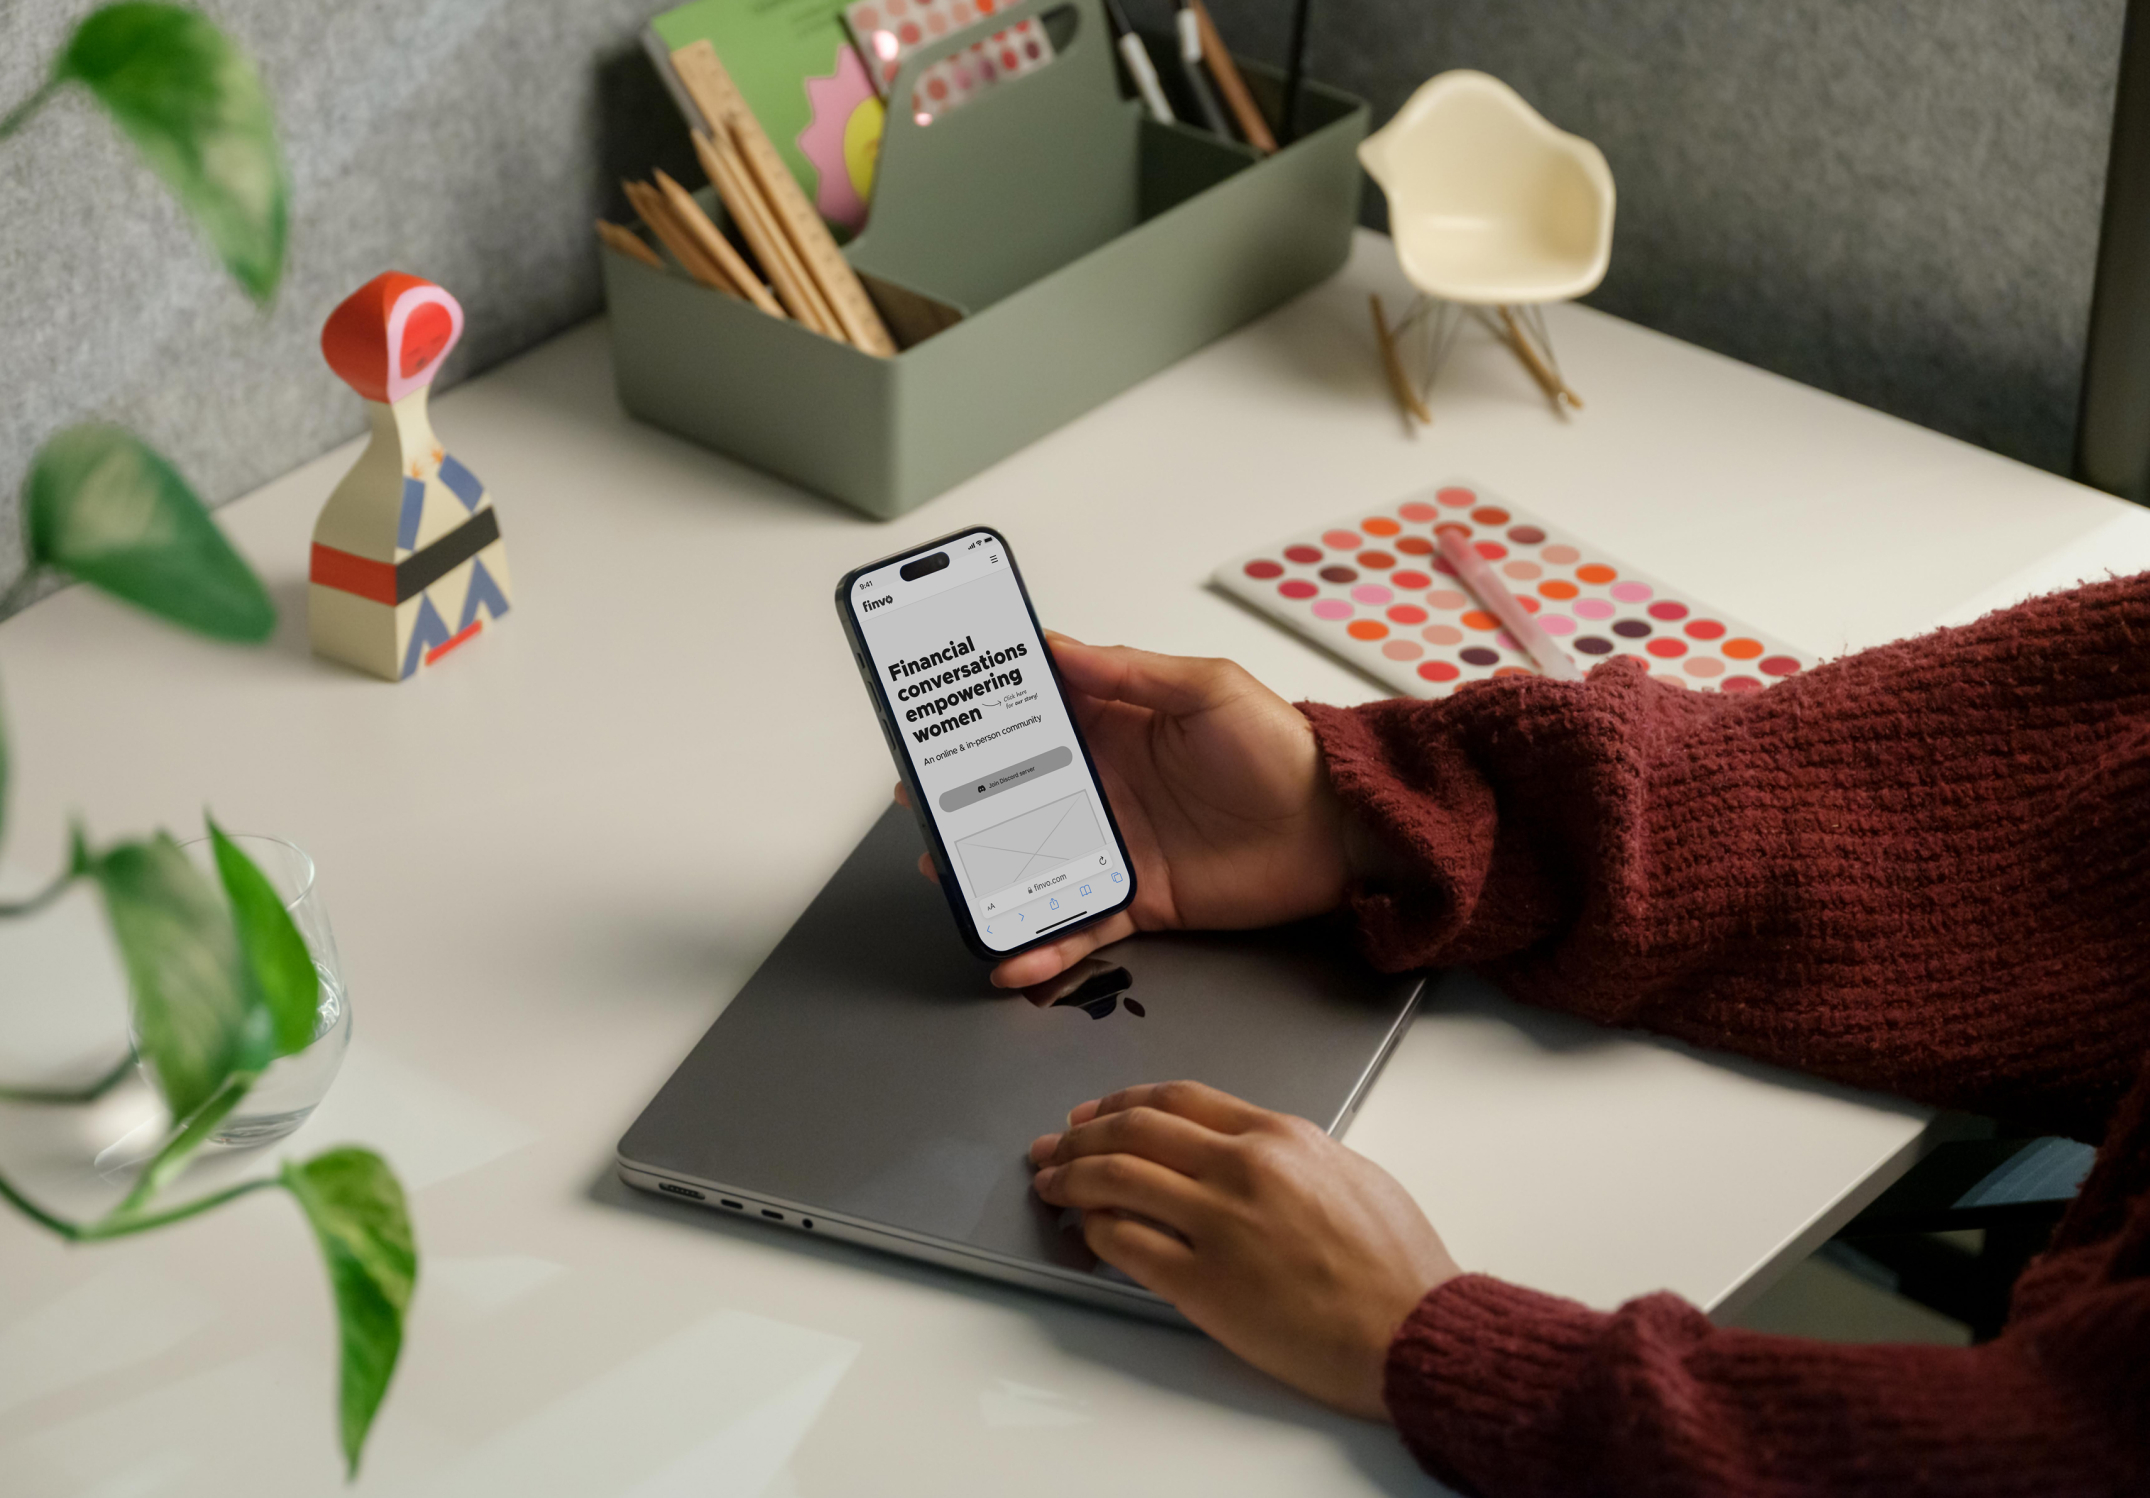 9:41
finvo
Financial
conversations
empowering
women
Click here
for our story!
An online & in-person community
Join Discord server
AA
finvo.com